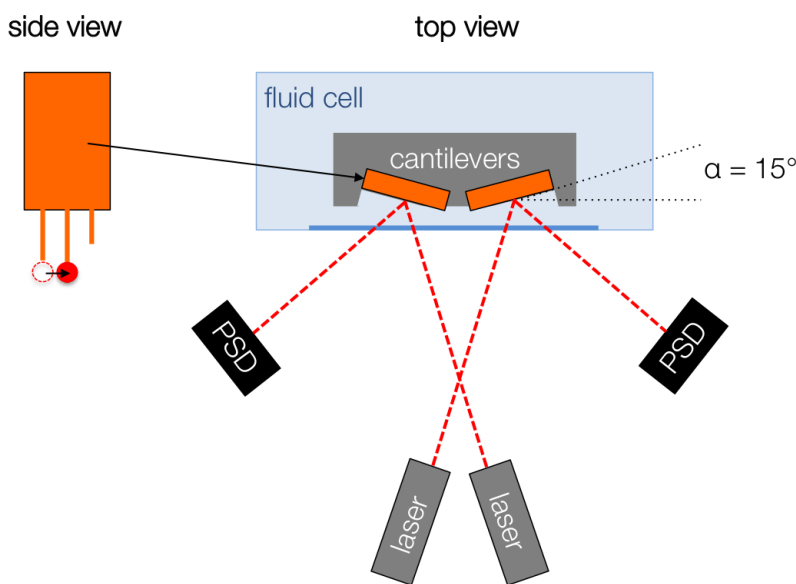 side view
top view
fluid cell
cantilevers
α = 15°
PSD
PSD
laser
laser